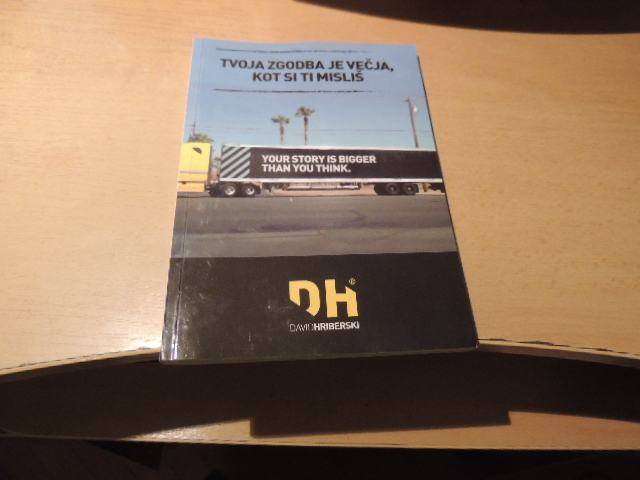 TVOJA ZGODBA JE VEČJA,
KOT SI TI MISLIŠ
YOUR STORY IS BIGGER
THAN YOU THINK.
DH®
DAVIDHRIBERSKI